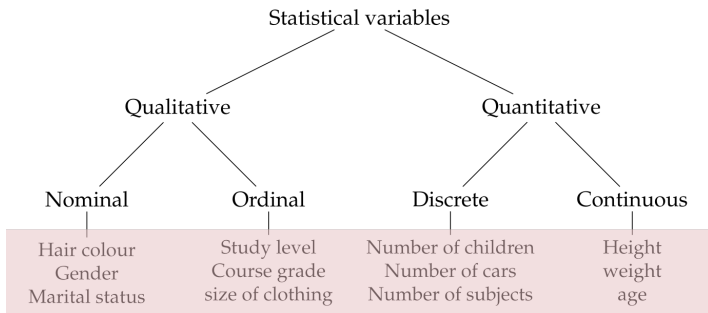 Statistical variables
Qualitative Quantitative
Nominal Ordinal Discrete Continuous
Hair colour Study level Number of children Height
Gender Course grade Number of cars weight
Marital status size of clothing Number of subjects age